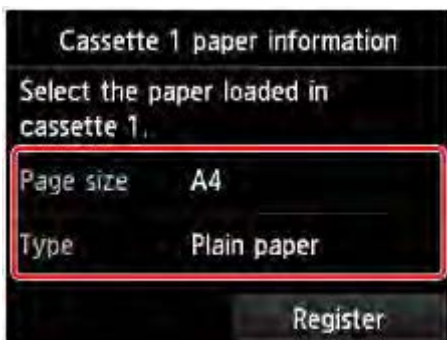 Cassette 1 paper information
Select the paper loaded in
cassette 1.
Page size A4
Type Plain paper
Register